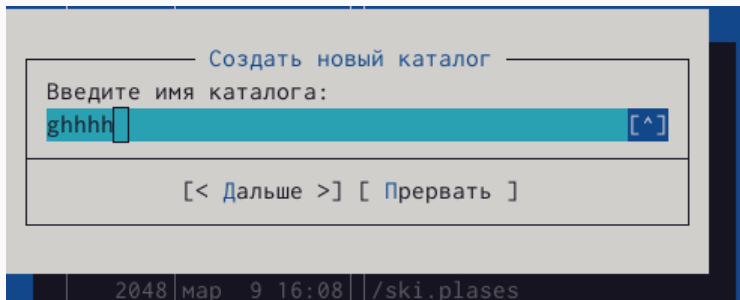 Создать новый каталог
Введите имя каталога:
ghhhh [^]
[< Дальше >] [ Прервать ]
2048|мар  9 16:08||/ski.plases